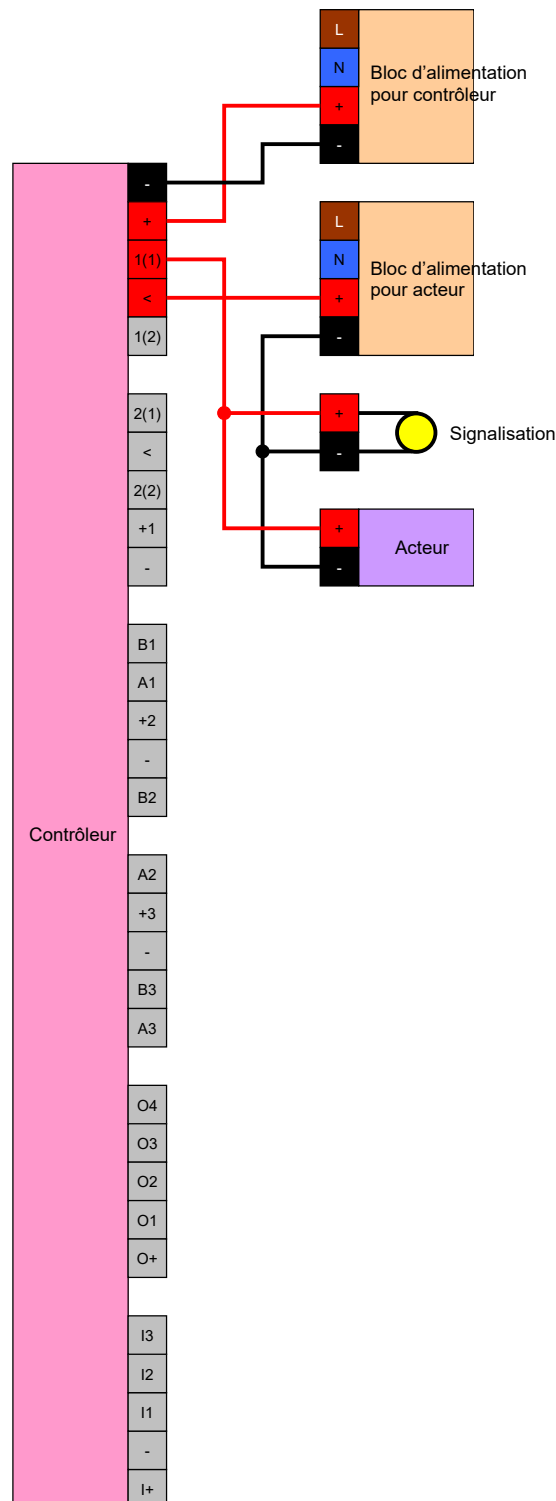 L
N
Bloc d'alimentation
pour contrôleur
+
-
-
+
L
1(1)
N
Bloc d'alimentation
pour acteur
<
+
1(2)
-
2(1)
+
<
-
Signalisation
2(2)
+1
+
Acteur
-
-
B1
A1
+2
-
B2
Contrôleur
A2
+3
-
B3
A3
O4
O3
O2
O1
O+
I3
I2
I1
-
I+